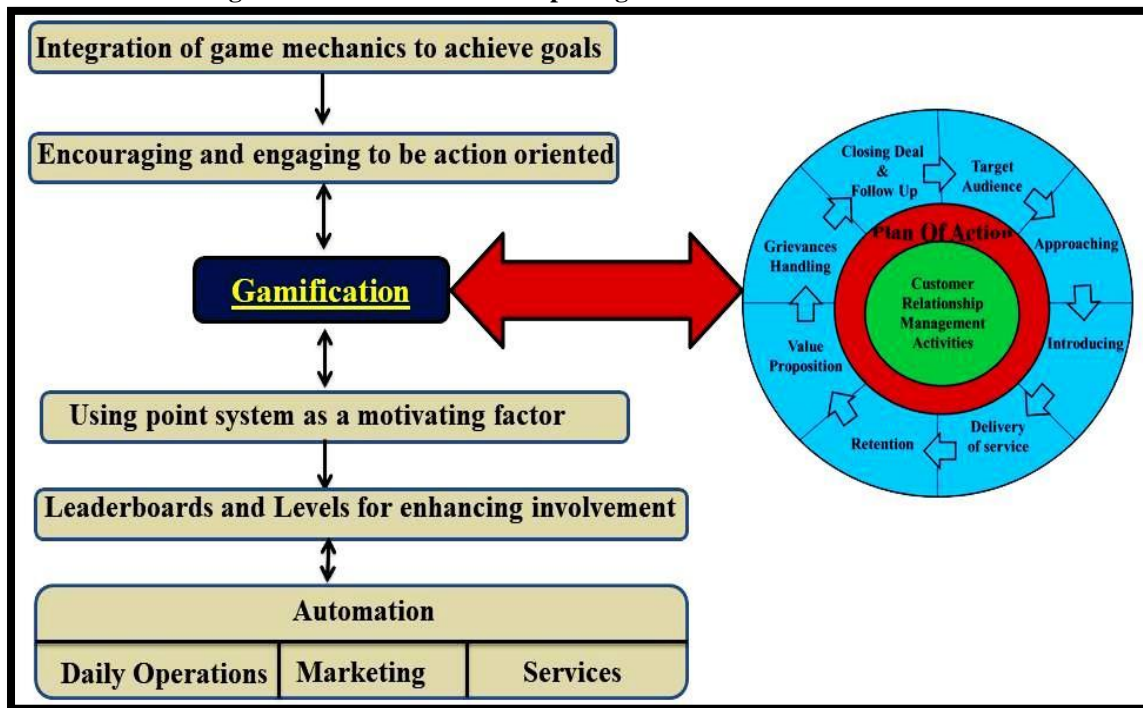 Integration of game mechanics to achieve goals
Encouraging and engaging to be action oriented
Gamification
Using point system as a motivating factor
Leaderboards and Levels for enhancing involvement
Automation
Daily Operations
Marketing
Services
Closing Deal
&
Follow Up
Target
Audience
Approaching
Introducing
Delivery
of service
Retention
Value
Proposition
Grievances
Handling
Plan Of Action
Customer
Relationship
Management
Activities